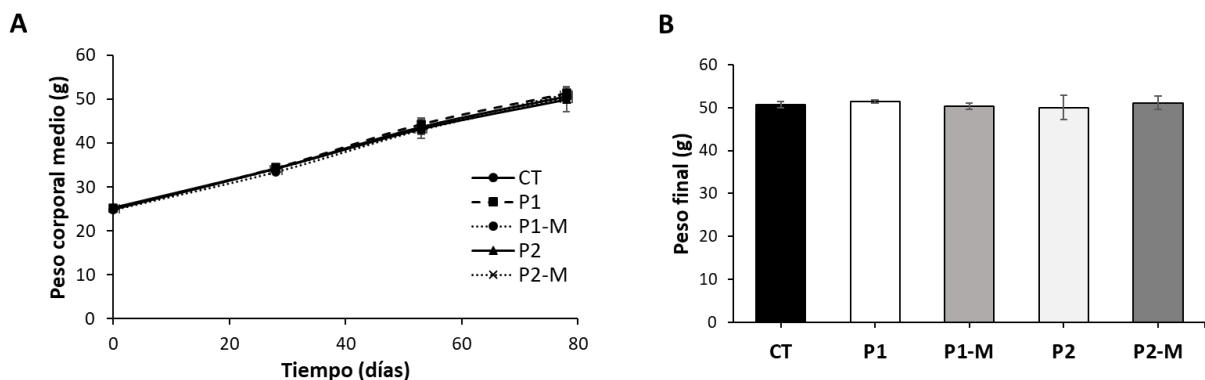 A
Peso corporal medio (g)
60
50
40
30
20
10
0
0 20 40 60 80
Tiempo (días)
CT
P1
P1-M
P2
P2-M
B
Peso final (g)
60
50
40
30
20
10
0
CT P1 P1-M P2 P2-M